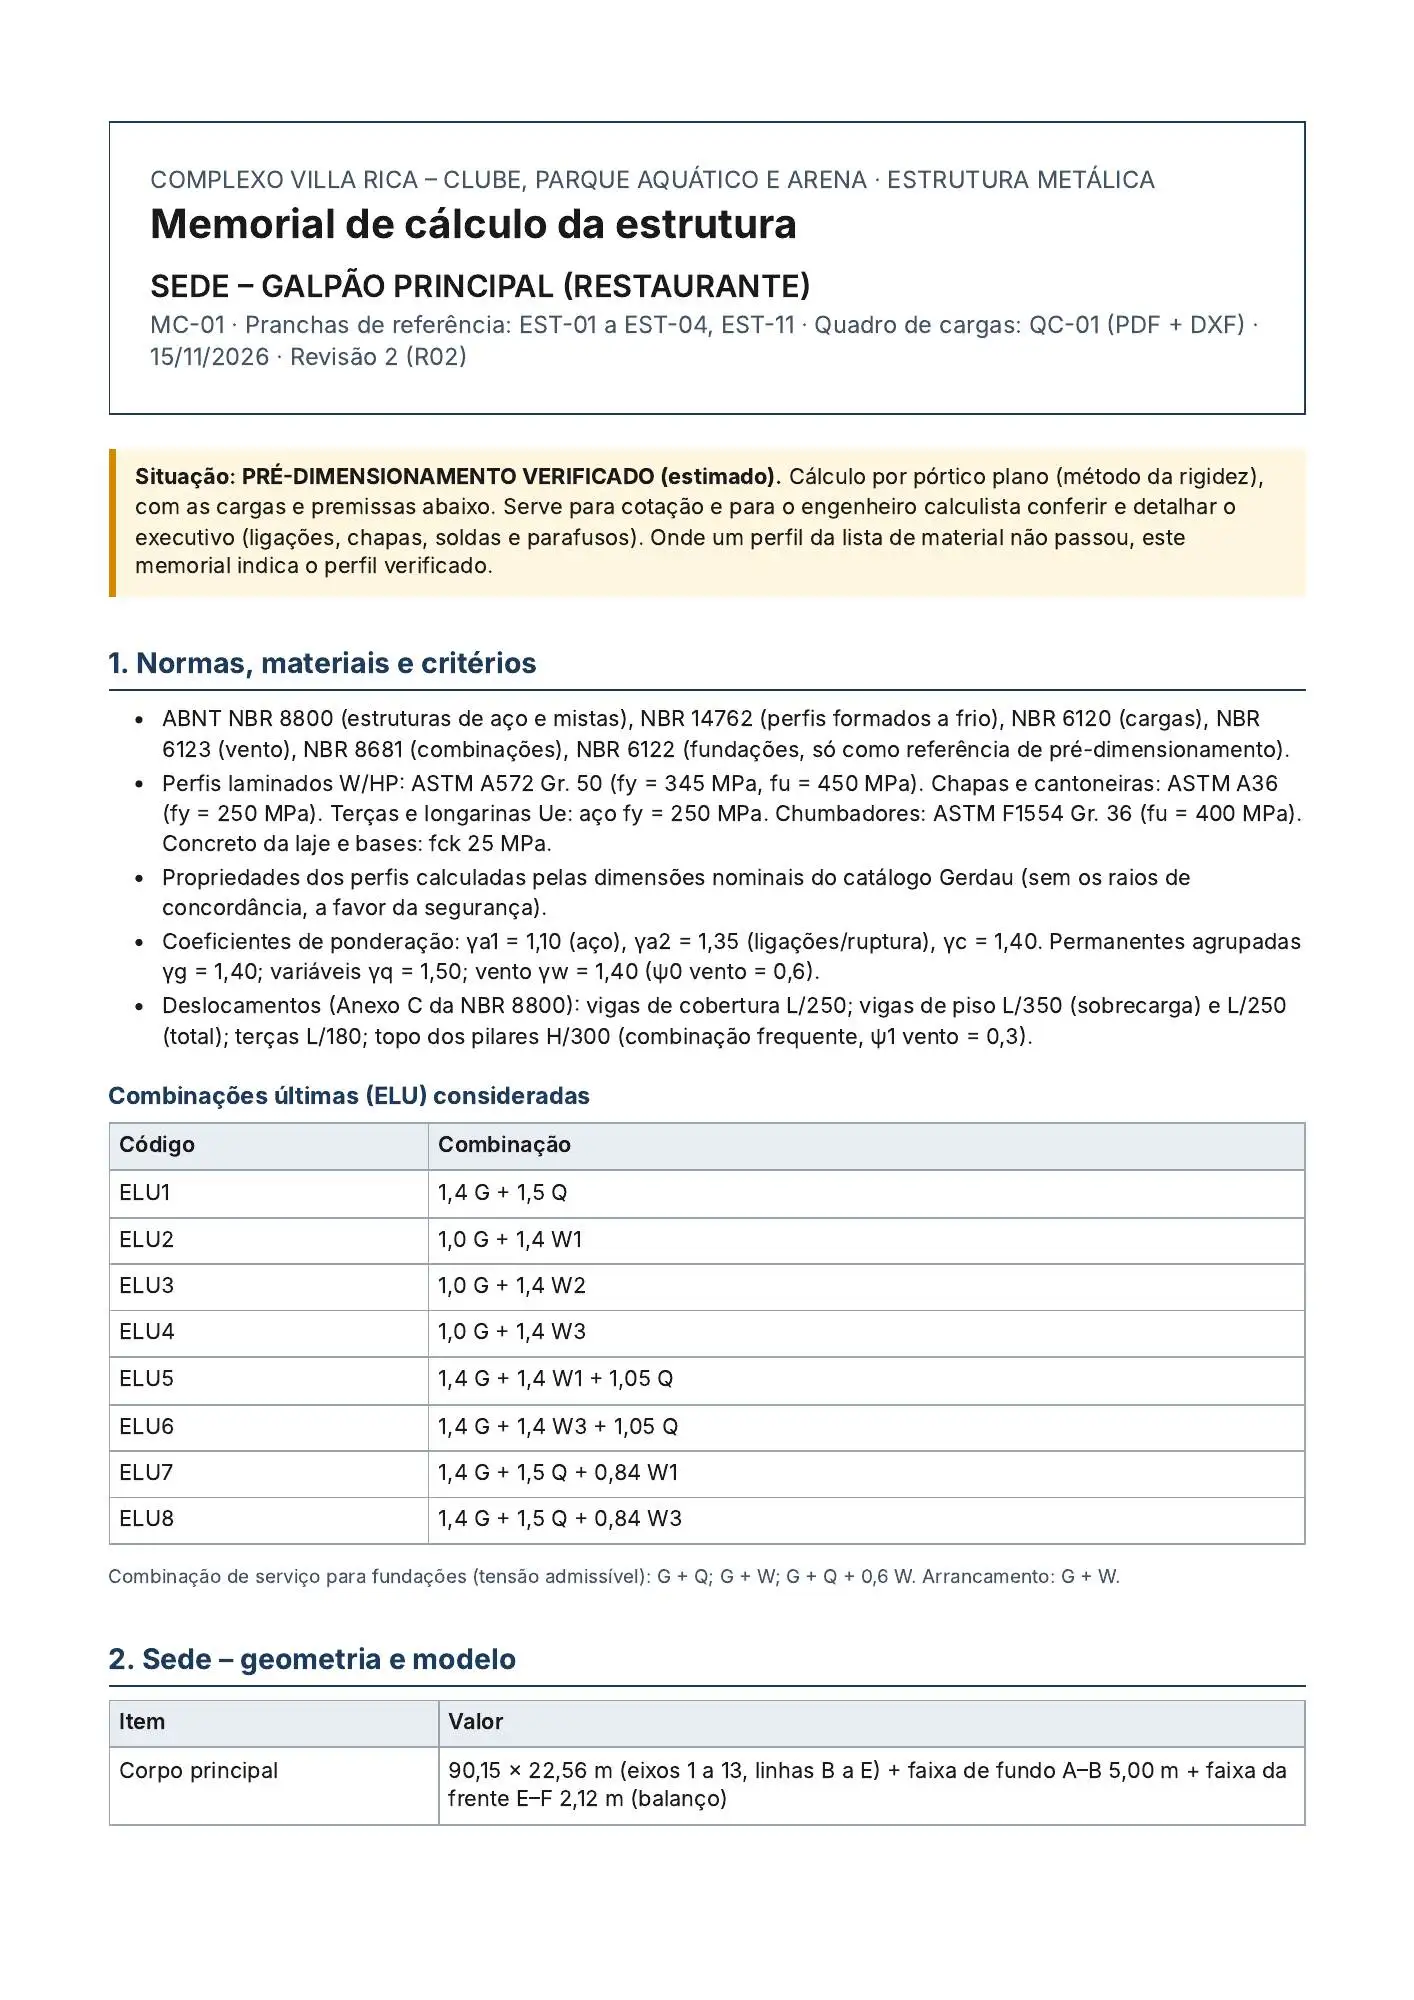 COMPLEXO VILLA RICA – CLUBE, PARQUE AQUÁTICO E ARENA · ESTRUTURA METÁLICA
Memorial de cálculo da estrutura
SEDE – GALPÃO PRINCIPAL (RESTAURANTE)
MC-01 · Pranchas de referência: EST-01 a EST-04, EST-11 · Quadro de cargas: QC-01 (PDF + DXF) ·
15/11/2026 · Revisão 2 (R02)
Situação: PRÉ-DIMENSIONAMENTO VERIFICADO (estimado). Cálculo por pórtico plano (método da rigidez),
com as cargas e premissas abaixo. Serve para cotação e para o engenheiro calculista conferir e detalhar o
executivo (ligações, chapas, soldas e parafusos). Onde um perfil da lista de material não passou, este
memorial indica o perfil verificado.
1. Normas, materiais e critérios
• ABNT NBR 8800 (estruturas de aço e mistas), NBR 14762 (perfis formados a frio), NBR 6120 (cargas), NBR
6123 (vento), NBR 8681 (combinações), NBR 6122 (fundações, só como referência de pré-dimensionamento).
• Perfis laminados W/HP: ASTM A572 Gr. 50 (fy = 345 MPa, fu = 450 MPa). Chapas e cantoneiras: ASTM A36
(fy = 250 MPa). Terças e longarinas Ue: aço fy = 250 MPa. Chumbadores: ASTM F1554 Gr. 36 (fu = 400 MPa).
Concreto da laje e bases: fck 25 MPa.
• Propriedades dos perfis calculadas pelas dimensões nominais do catálogo Gerdau (sem os raios de
concordância, a favor da segurança).
• Coeficientes de ponderação: γa1 = 1,10 (aço), γa2 = 1,35 (ligações/ruptura), γc = 1,40. Permanentes agrupadas
γg = 1,40; variáveis γq = 1,50; vento γw = 1,40 (ψ0 vento = 0,6).
• Deslocamentos (Anexo C da NBR 8800): vigas de cobertura L/250; vigas de piso L/350 (sobrecarga) e L/250
(total); terças L/180; topo dos pilares H/300 (combinação frequente, ψ1 vento = 0,3).
Combinações últimas (ELU) consideradas
Código Combinação
ELU1 1,4 G + 1,5 Q
ELU2 1,0 G + 1,4 W1
ELU3 1,0 G + 1,4 W2
ELU4 1,0 G + 1,4 W3
ELU5 1,4 G + 1,4 W1 + 1,05 Q
ELU6 1,4 G + 1,4 W3 + 1,05 Q
ELU7 1,4 G + 1,5 Q + 0,84 W1
ELU8 1,4 G + 1,5 Q + 0,84 W3
Combinação de serviço para fundações (tensão admissível): G + Q; G + W; G + Q + 0,6 W. Arrancamento: G + W.
2. Sede – geometria e modelo
Item Valor
Corpo principal 90,15 × 22,56 m (eixos 1 a 13, linhas B a E) + faixa de fundo A–B 5,00 m + faixa da
frente E–F 2,12 m (balanço)